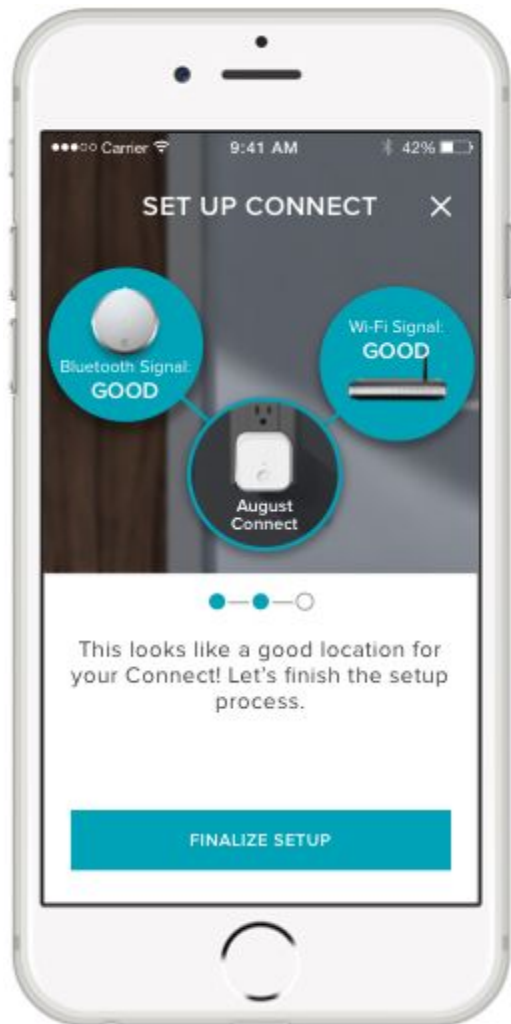 ●●●○○ Carrier 9:41 AM 42%
SET UP CONNECT ×
Bluetooth Signal:
GOOD
Wi-Fi Signal:
GOOD
August
Connect
This looks like a good location for
your Connect! Let's finish the setup
process.
FINALIZE SETUP